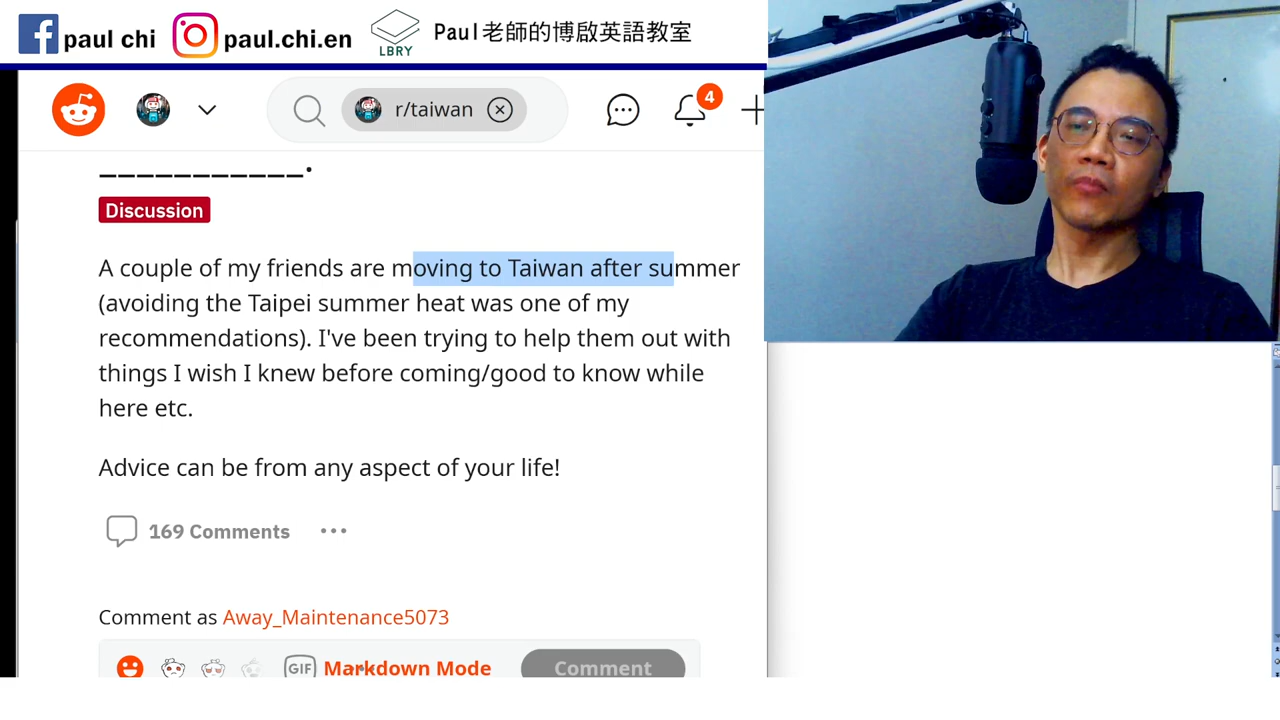 paul chi
paul.chi.en
LBRY
Paul老師的博啟英語教室
r/taiwan
4
___________.
Discussion
A couple of my friends are moving to Taiwan after summer
(avoiding the Taipei summer heat was one of my
recommendations). I've been trying to help them out with
things I wish I knew before coming/good to know while
here etc.
Advice can be from any aspect of your life!
169 Comments
Comment as Away_Maintenance5073
GIF
Markdown Mode
Comment